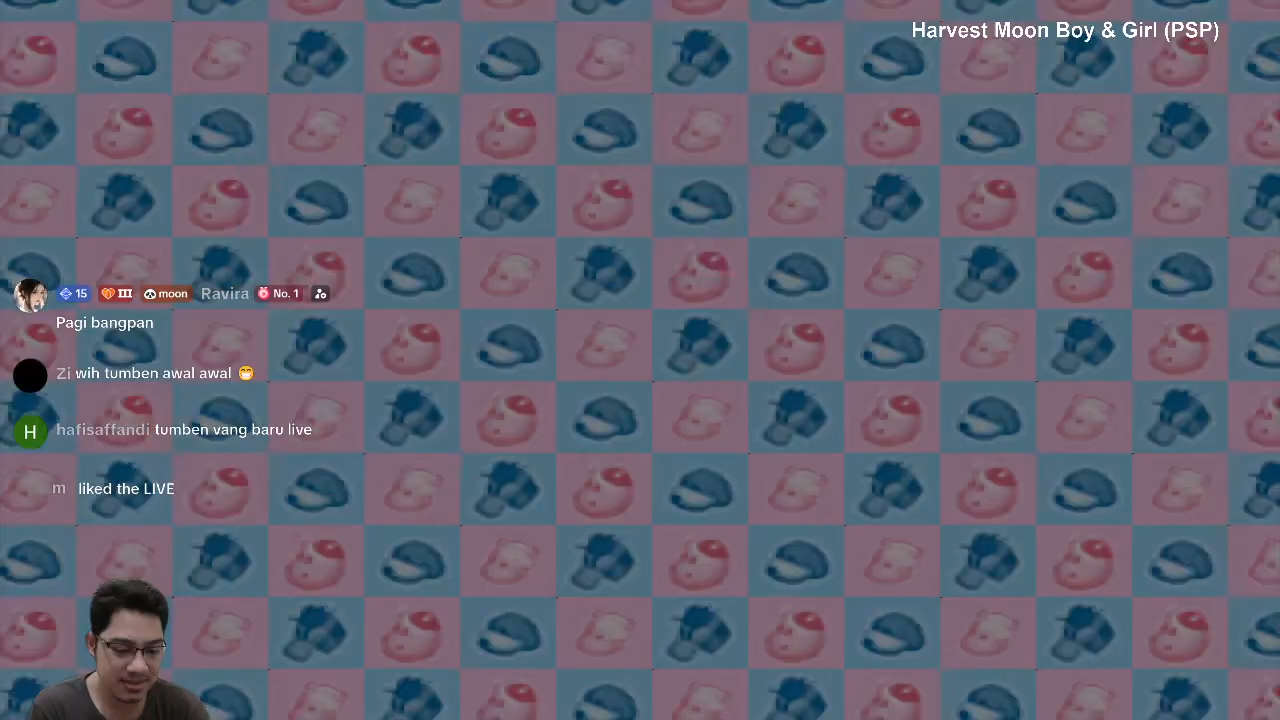 Harvest Moon Boy & Girl (PSP)
15 III moon Ravira No. 1
Pagi bangpan
Zi wih tumben awal awal 😁
H hafisaffandi tumben vang baru live
m liked the LIVE